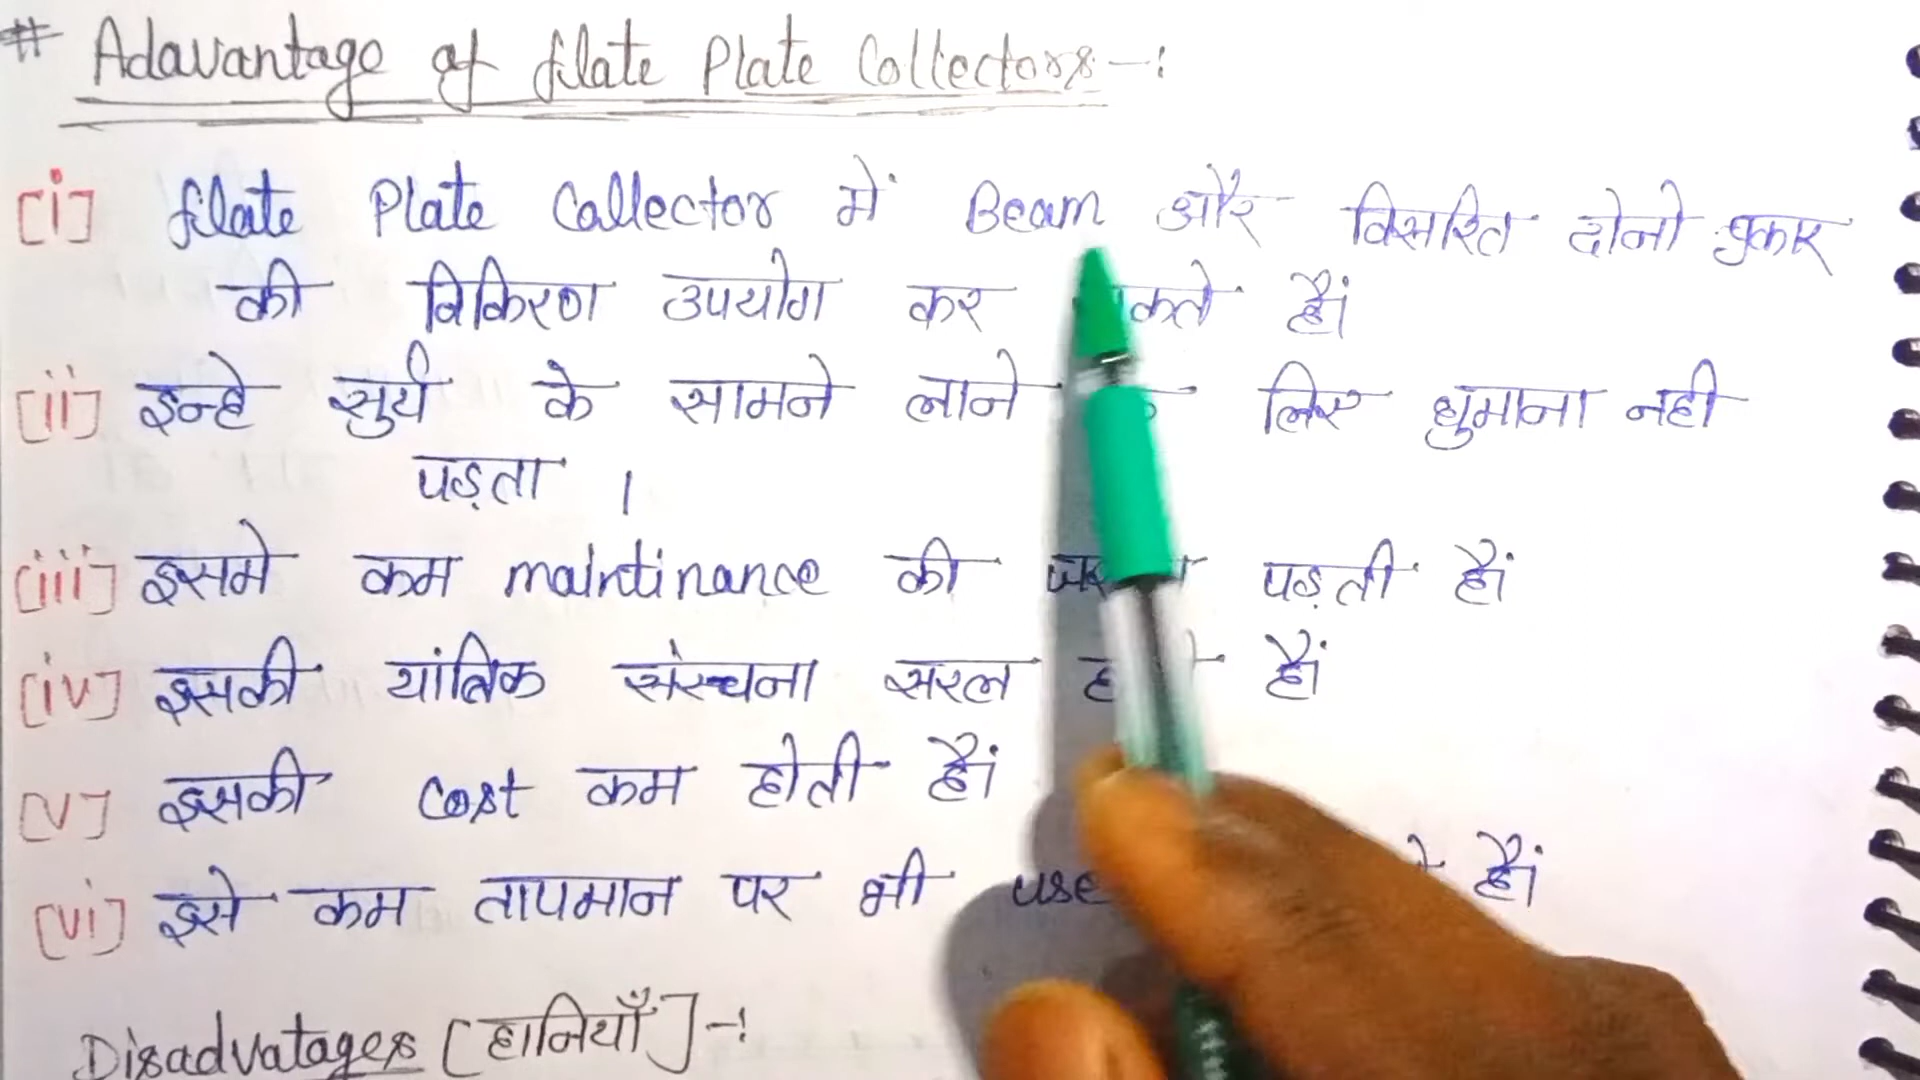 # Adavantage of flate Plate Collectors -:
[i] flate Plate Collector में Beam और विसरित दोनो प्रकार
की विकिरण उपयोग कर सकते हैं।
[ii] इन्हे सुर्य के सामने लाने के लिए घुमाना नही
पड़ता ।
[iii] इसमे कम maintinance की पड़ती हैं।
[iv] इसकी यांत्रिक संरचना सरल हैं।
[v] इसकी Cost कम होती हैं।
[vi] इसे कम तापमान पर भी use हैं।
Disadvatages [हानियाँ] -: